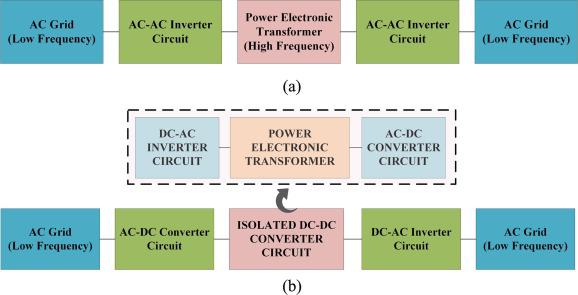 AC Grid
(Low Frequency)
AC-AC Inverter
Circuit
Power Electronic
Transformer
(High Frequency)
AC-AC Inverter
Circuit
AC Grid
(Low Frequency)
(a)
DC-AC
INVERTER
CIRCUIT
POWER
ELECTRONIC
TRANSFORMER
AC-DC
CONVERTER
CIRCUIT
AC Grid
(Low Frequency)
AC-DC Converter
Circuit
ISOLATED DC-DC
CONVERTER
CIRCUIT
DC-AC Inverter
Circuit
AC Grid
(Low Frequency)
(b)